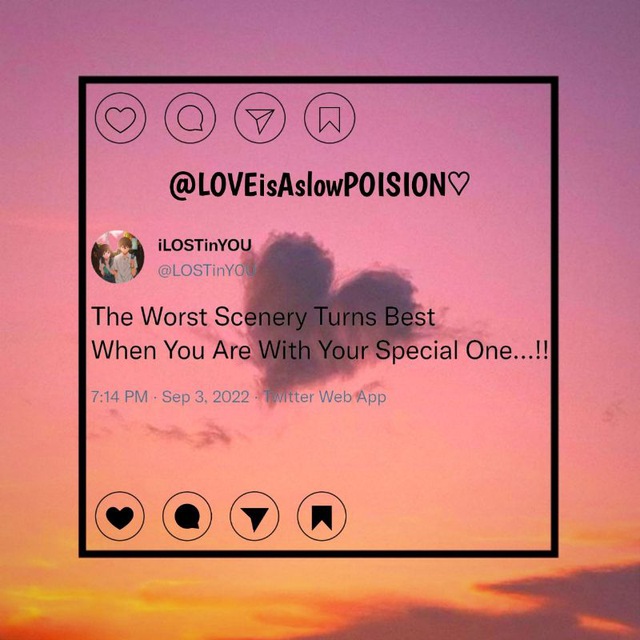 @LOVEisAslowPOISION♡
iLOSTinYOU
@LOSTinYOU
The Worst Scenery Turns Best
When You Are With Your Special One...!!
7:14 PM · Sep 3, 2022 · Twitter Web App